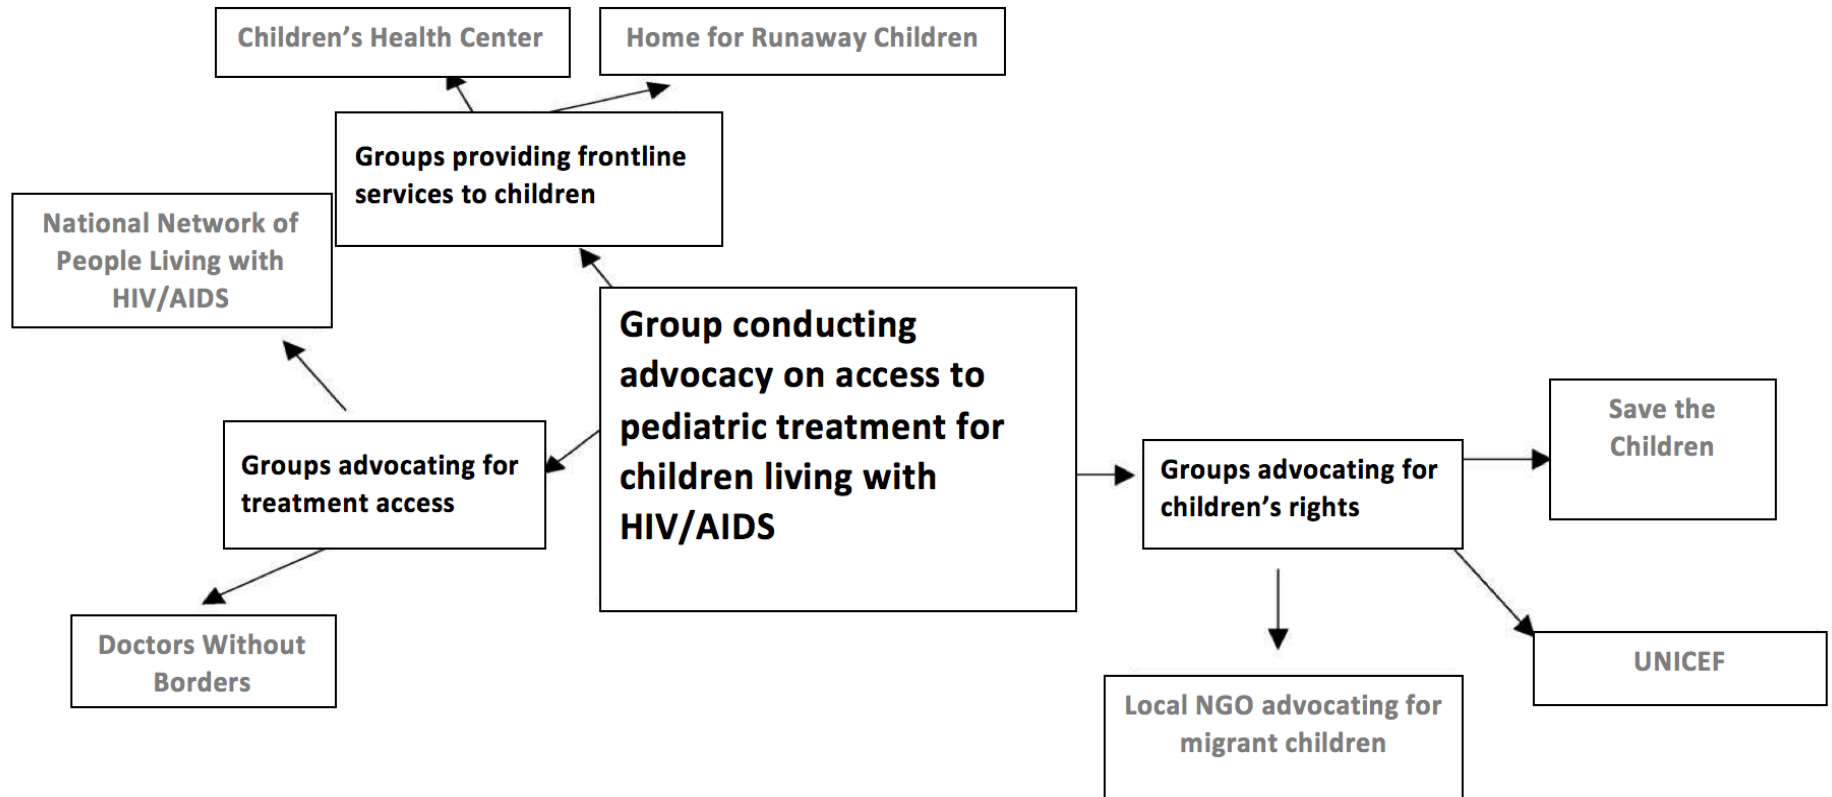 Children’s Health Center
Home for Runaway Children
Groups providing frontline
services to children
National Network of
People Living with
HIV/AIDS
Group conducting
advocacy on access to
pediatric treatment for
children living with
HIV/AIDS
Groups advocating for
treatment access
Groups advocating for
children’s rights
Save the
Children
Doctors Without
Borders
UNICEF
Local NGO advocating for
migrant children